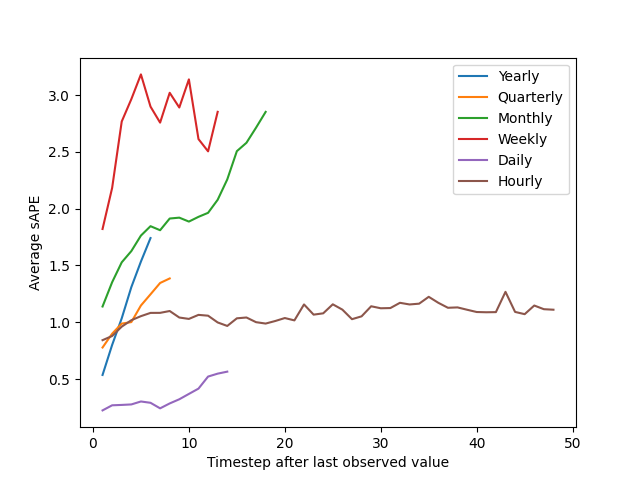 Yearly
Quarterly
Monthly
Weekly
Daily
Hourly
3.0
2.5
2.0
1.5
1.0
0.5
Average sAPE
0 10 20 30 40 50
Timestep after last observed value